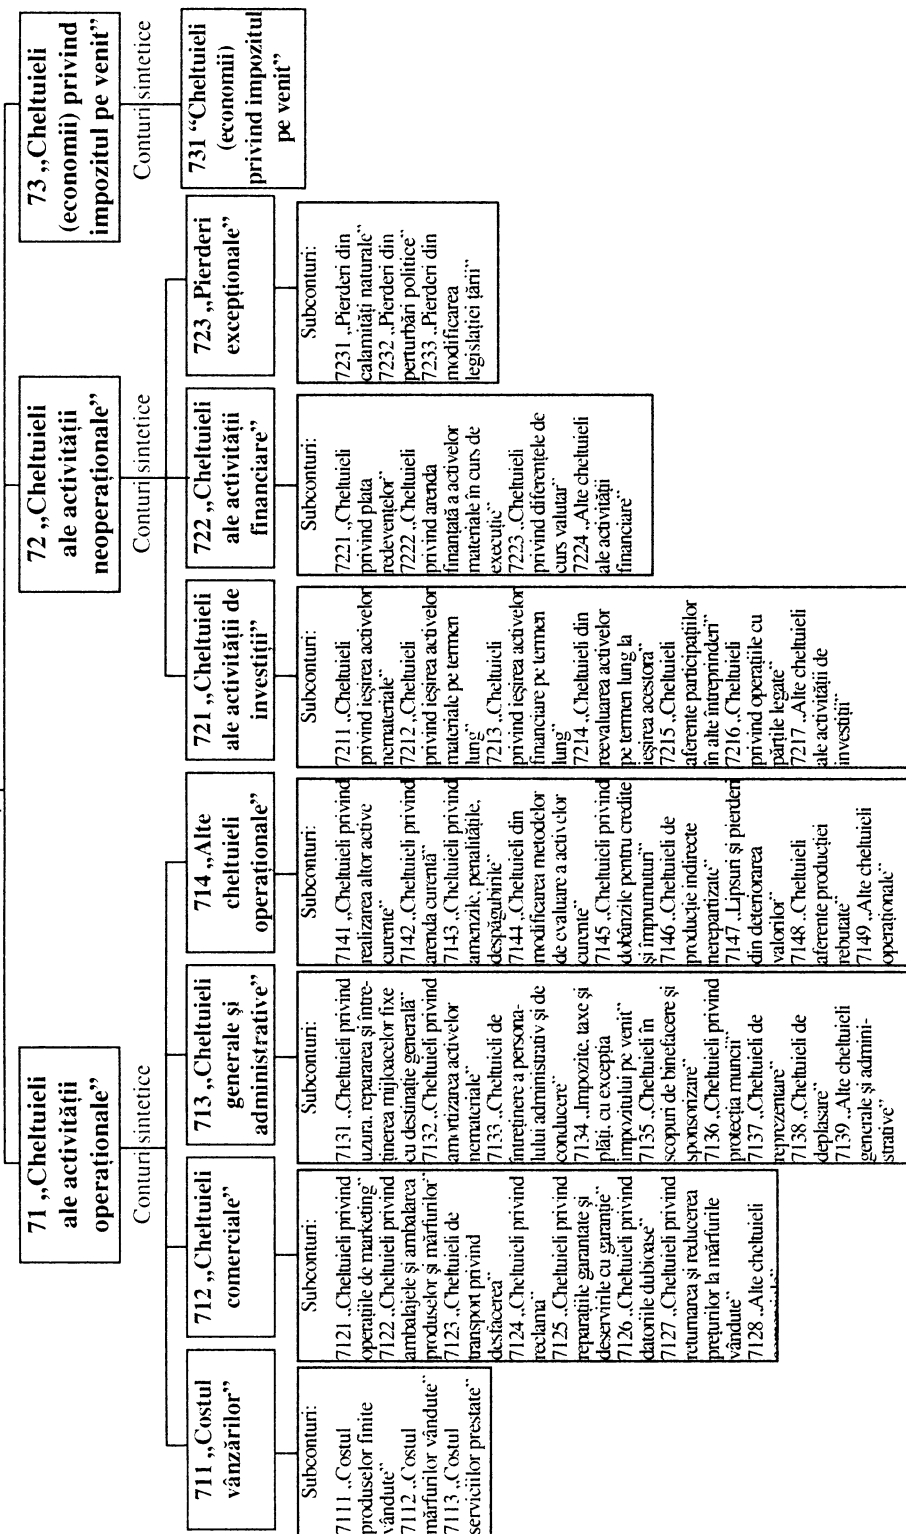 71 „Cheltuieli
ale activității
operaționale”
72 „Cheltuieli
ale activității
neoperaționale”
73 „Cheltuieli
(economii) privind
impozitul pe venit”
Conturi sintetice
Conturi sintetice
Conturi sintetice
711 „Costul
vânzărilor”
712 „Cheltuieli
comerciale”
713 „Cheltuieli
generale și
administrative”
714 „Alte
cheltuieli
operaționale”
721 „Cheltuieli
ale activității de
investiții”
722 „Cheltuieli
ale activității
financiare”
723 „Pierderi
excepționale”
731 “Cheltuieli
(economii)
privind impozitul
pe venit”
Subconturi:
7111 „Costul
produselor finite
vândute”
7112 „Costul
mărfurilor vândute”
7113 „Costul
serviciilor prestate”
Subconturi:
7121 „Cheltuieli privind
operațiile de marketing”
7122 „Cheltuieli privind
ambalajele și ambalarea
produselor și mărfurilor”
7123 „Cheltuieli de
transport privind
desfacerea”
7124 „Cheltuieli privind
reclama”
7125 „Cheltuieli privind
reparațiile garantate și
deservirile cu garanție”
7126 „Cheltuieli privind
datoriile dubioase”
7127 „Cheltuieli privind
returnarea și reducerea
prețurilor la mărfurile
vândute”
7128 „Alte cheltuieli
Subconturi:
7131 „Cheltuieli privind
uzura, repararea și între-
ținerea mijloacelor fixe
cu destinație generală”
7132 „Cheltuieli privind
amortizarea activelor
nemateriale”
7133 „Cheltuieli de
întreținere a persona-
lului administrativ și de
conducere”
7134 „Impozite, taxe și
plăți, cu excepția
impozitului pe venit”
7135 „Cheltuieli în
scopuri de binefacere și
sponsorizare”
7136 „Cheltuieli privind
protecția muncii”
7137 „Cheltuieli de
reprezentare”
7138 „Cheltuieli de
deplasare”
7139 „Alte cheltuieli
generale și admini-
strative”
Subconturi:
7141 „Cheltuieli privind
realizarea altor active
curente”
7142 „Cheltuieli privind
arenda curentă”
7143 „Cheltuieli privind
amenzile, penalitățile,
despăgubirile”
7144 „Cheltuieli din
modificarea metodelor
de evaluare a activelor
curente”
7145 „Cheltuieli privind
dobânzile pentru credite
și împrumuturi”
7146 „Cheltuieli de
producție indirecte
nerepartizate”
7147 „Lipsuri și pierderi
din deteriorarea
valorilor”
7148 „Cheltuieli
aferente producției
rebutate”
7149 „Alte cheltuieli
operaționale”
Subconturi:
7211 „Cheltuieli
privind ieșirea activelor
nemateriale”
7212 „Cheltuieli
privind ieșirea activelor
materiale pe termen
lung”
7213 „Cheltuieli
privind ieșirea activelor
financiare pe termen
lung”
7214 „Cheltuieli din
reevaluarea activelor
pe termen lung la
ieșirea acestora”
7215 „Cheltuieli
aferente participațiilor
în alte întreprinderi”
7216 „Cheltuieli
privind operațiile cu
părțile legate”
7217 „Alte cheltuieli
ale activității de
investiții”
Subconturi:
7221 „Cheltuieli
privind plata
redevențelor”
7222 „Cheltuieli
privind arenda
finanțată a activelor
materiale în curs de
execuție”
7223 „Cheltuieli
privind diferențele de
curs valutar”
7224 „Alte cheltuieli
ale activității
financiare”
Subconturi:
7231 „Pierderi din
calamități naturale”
7232 „Pierderi din
perturbări politice”
7233 „Pierderi din
modificarea
legislației țării”